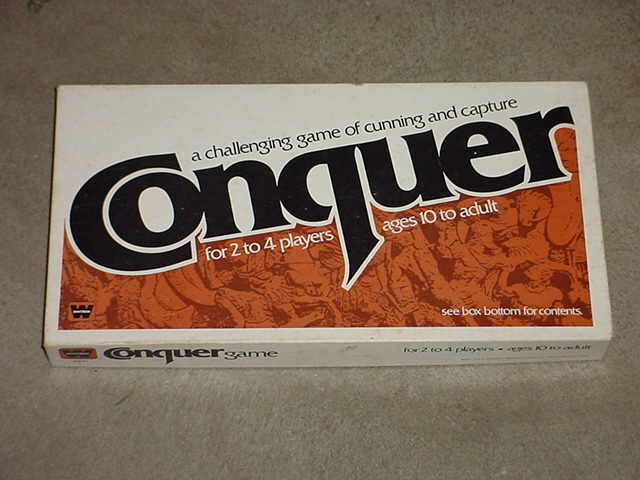 a challenging game of cunning and capture
Conquer
for 2 to 4 players
ages 10 to adult
see box bottom for contents.
W
Conquer game
for 2 to 4 players • ages 10 to adult